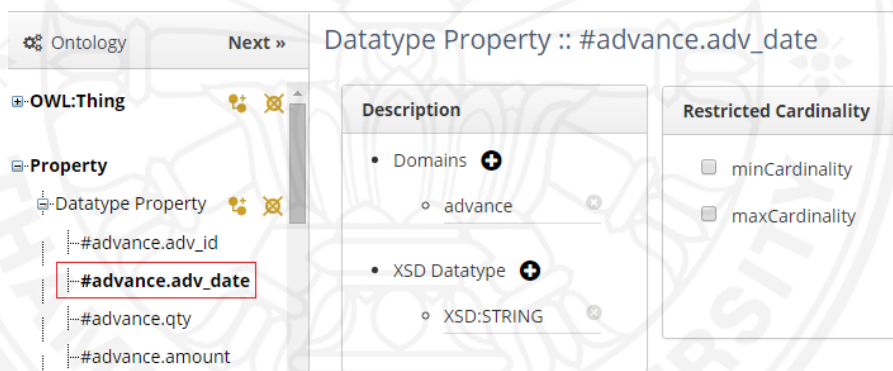 Ontology
Next »
OWL:Thing
Property
Datatype Property
#advance.adv_id
#advance.adv_date
#advance.qty
#advance.amount
Datatype Property :: #advance.adv_date
Description
Domains
advance
XSD Datatype
XSD:STRING
Restricted Cardinality
minCardinality
maxCardinality